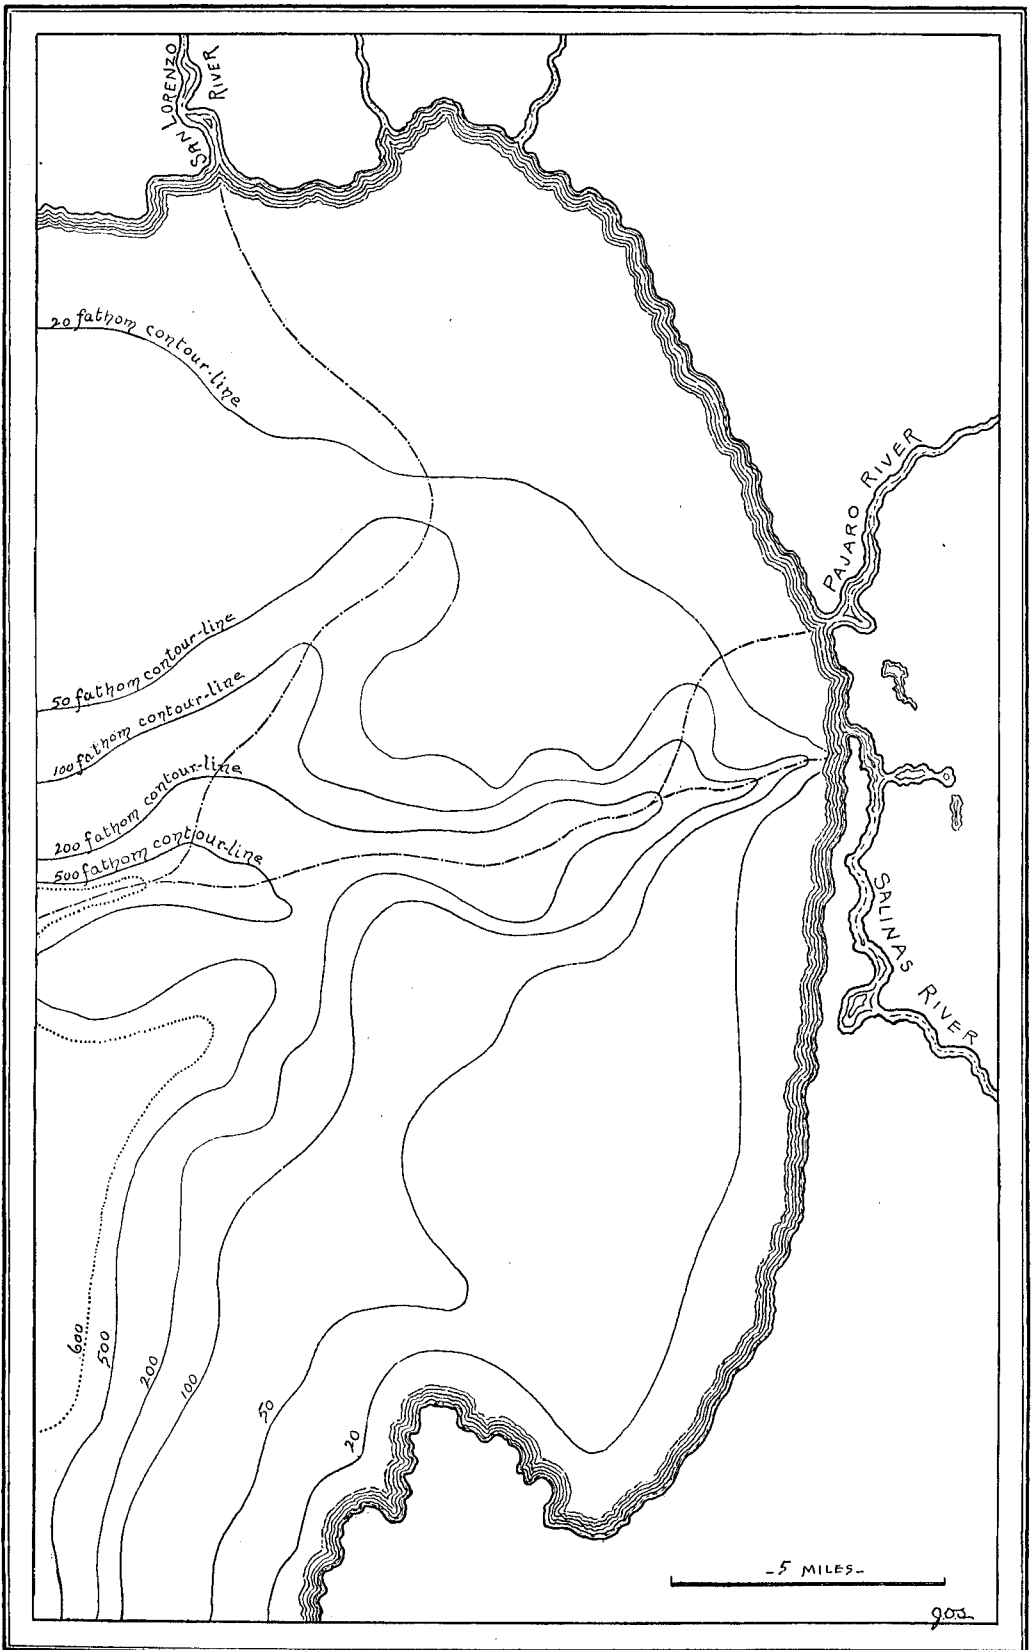 SAN LORENZO
RIVER
20 fathom contour-line
PAJARO RIVER
50 fathom contour-line
100 fathom contour-line
200 fathom contour-line
500 fathom contour-line
SALINAS RIVER
600
500
200
100
50
20
-5 MILES-